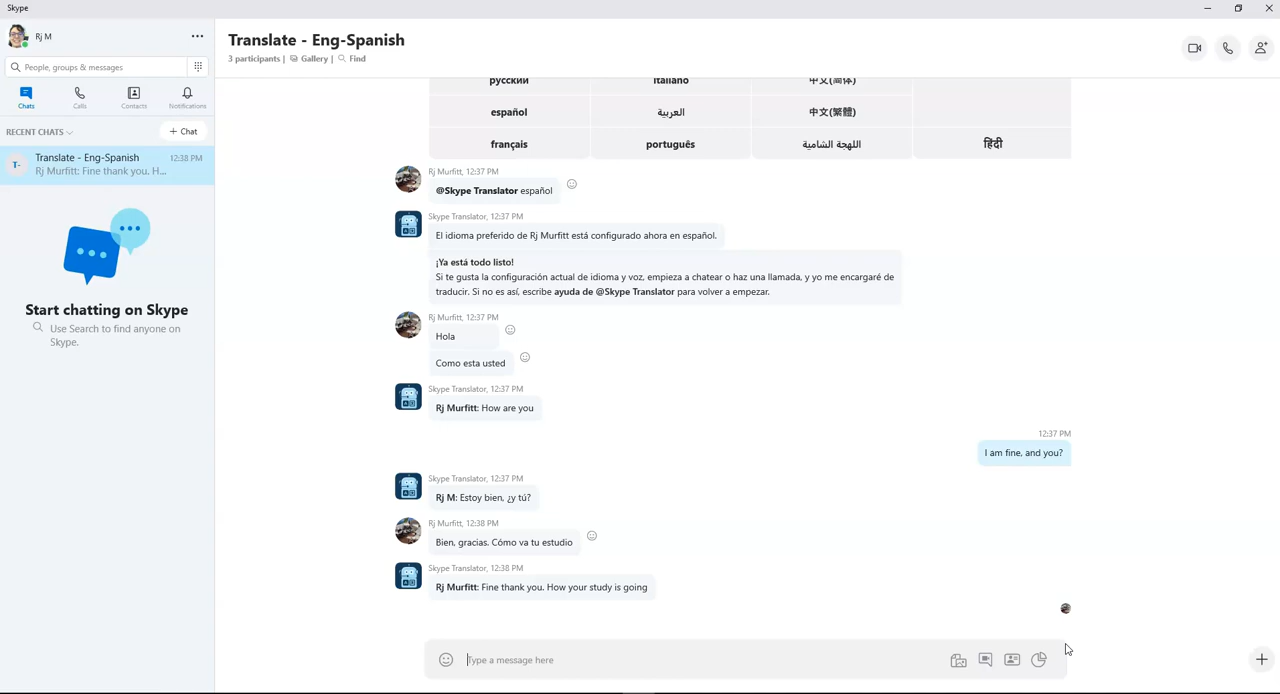 Skype
Rj M
People, groups & messages
Chats
Calls
Contacts
Notifications
RECENT CHATS
+ Chat
T-
Translate - Eng-Spanish
12:38 PM
Rj Murfitt: Fine thank you. H...
Start chatting on Skype
Use Search to find anyone on
Skype.
Translate - Eng-Spanish
3 participants | Gallery | Find
русский italiano 中文(简体)
español العربية 中文(繁體)
français português اللهجة الشامية हिंदी
Rj Murfitt, 12:37 PM
@Skype Translator español
Skype Translator, 12:37 PM
El idioma preferido de Rj Murfitt está configurado ahora en español.
¡Ya está todo listo!
Si te gusta la configuración actual de idioma y voz, empieza a chatear o haz una llamada, y yo me encargaré de
traducir. Si no es así, escribe ayuda de @Skype Translator para volver a empezar.
Rj Murfitt, 12:37 PM
Hola
Como esta usted
Skype Translator, 12:37 PM
Rj Murfitt: How are you
12:37 PM
I am fine, and you?
Skype Translator, 12:37 PM
Rj M: Estoy bien, ¿y tú?
Rj Murfitt, 12:38 PM
Bien, gracias. Cómo va tu estudio
Skype Translator, 12:38 PM
Rj Murfitt: Fine thank you. How your study is going
Type a message here